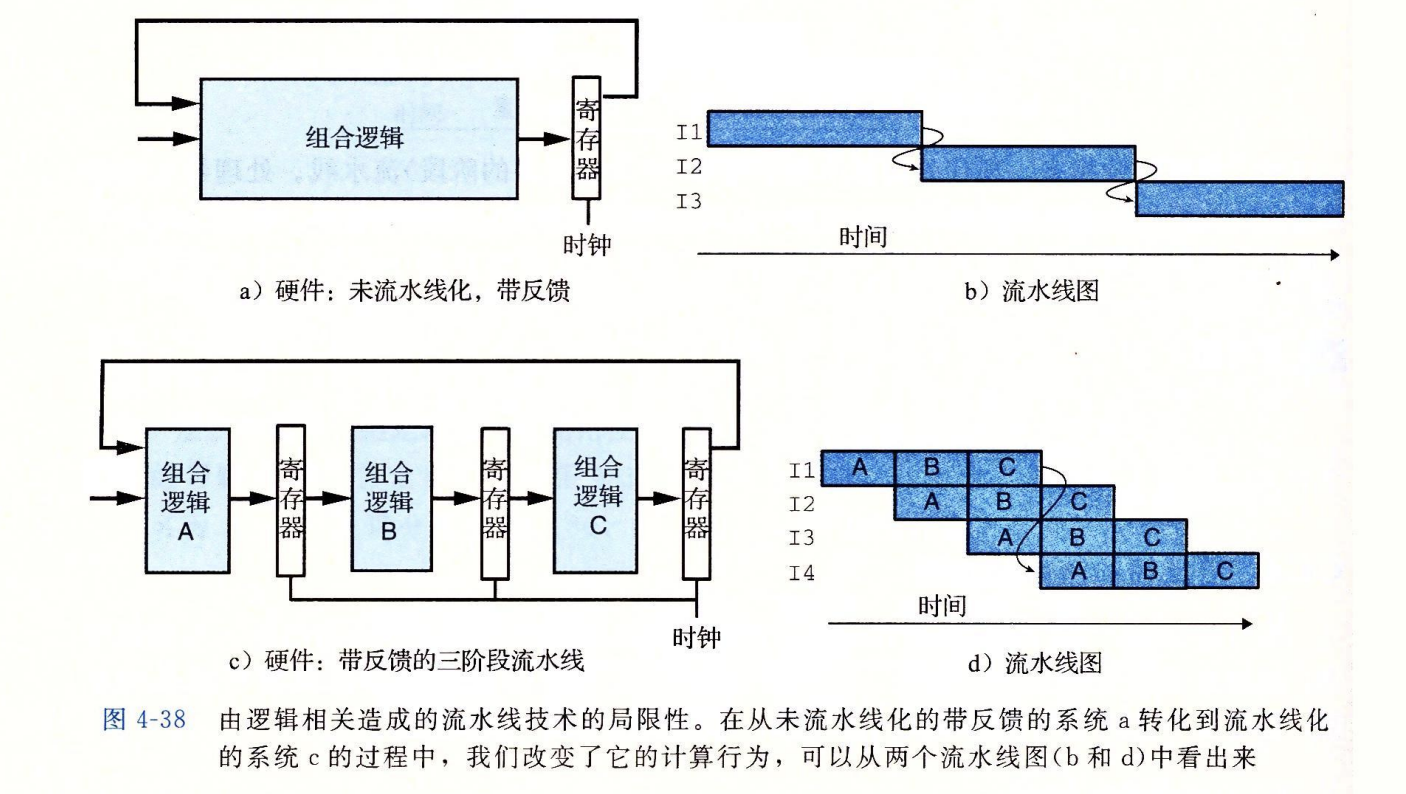 组合逻辑
寄存器
时钟
a）硬件：未流水线化，带反馈
I1
I2
I3
时间
b）流水线图
组合逻辑A
寄存器
组合逻辑B
寄存器
组合逻辑C
寄存器
时钟
c）硬件：带反馈的三阶段流水线
I1 A B C
I2 A B C
I3 A B C
I4 A B C
时间
d）流水线图
图 4-38 由逻辑相关造成的流水线技术的局限性。在从未流水线化的带反馈的系统 a 转化到流水线化
的系统 c 的过程中，我们改变了它的计算行为，可以从两个流水线图(b 和 d)中看出来